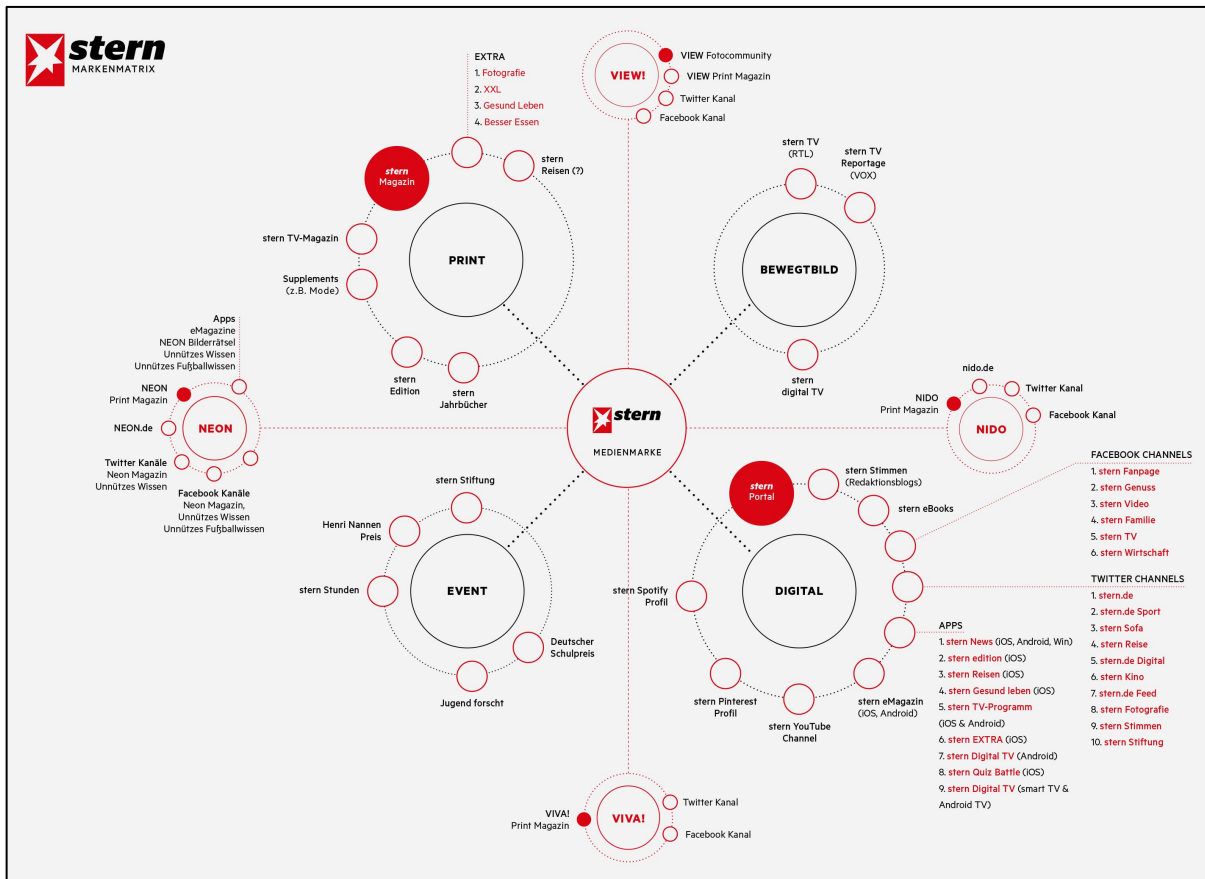 stern
MARKENMATRIX
EXTRA
1. Fotografie
2. XXL
3. Gesund Leben
4. Besser Essen
VIEW!
VIEW Fotocommunity
VIEW Print Magazin
Twitter Kanal
Facebook Kanal
stern
Magazin
stern
Reisen (?)
stern TV-Magazin
Supplements
(z.B. Mode)
PRINT
stern
Edition
stern
Jahrbücher
stern TV
(RTL)
stern TV
Reportage
(VOX)
BEWEGTBILD
stern
digital TV
Apps
eMagazine
NEON Bilderrätsel
Unnützes Wissen
Unnützes Fußballwissen
NEON
Print Magazin
NEON.de
NEON
Twitter Kanäle
Neon Magazin
Unnützes Wissen
Facebook Kanäle
Neon Magazin,
Unnützes Wissen
Unnützes Fußballwissen
stern
MEDIENMARKE
nido.de
Twitter Kanal
NIDO
Print Magazin
Facebook Kanal
NIDO
stern Stiftung
Henri Nannen
Preis
stern Stunden
EVENT
Deutscher
Schulpreis
Jugend forscht
stern
Portal
stern Stimmen
(Redaktionsblogs)
stern eBooks
stern Spotify
Profil
DIGITAL
stern Pinterest
Profil
stern YouTube
Channel
stern eMagazin
(iOS, Android)
FACEBOOK CHANNELS
1. stern Fanpage
2. stern Genuss
3. stern Video
4. stern Familie
5. stern TV
6. stern Wirtschaft
TWITTER CHANNELS
1. stern.de
2. stern.de Sport
3. stern Sofa
4. stern Reise
5. stern.de Digital
6. stern Kino
7. stern.de Feed
8. stern Fotografie
9. stern Stimmen
10. stern Stiftung
APPS
1. stern News (iOS, Android, Win)
2. stern edition (iOS)
3. stern Reisen (iOS)
4. stern Gesund leben (iOS)
5. stern TV-Programm
(iOS & Android)
6. stern EXTRA (iOS)
7. stern Digital TV (Android)
8. stern Quiz Battle (iOS)
9. stern Digital TV (smart TV &
Android TV)
VIVA!
Print Magazin
VIVA!
Twitter Kanal
Facebook Kanal